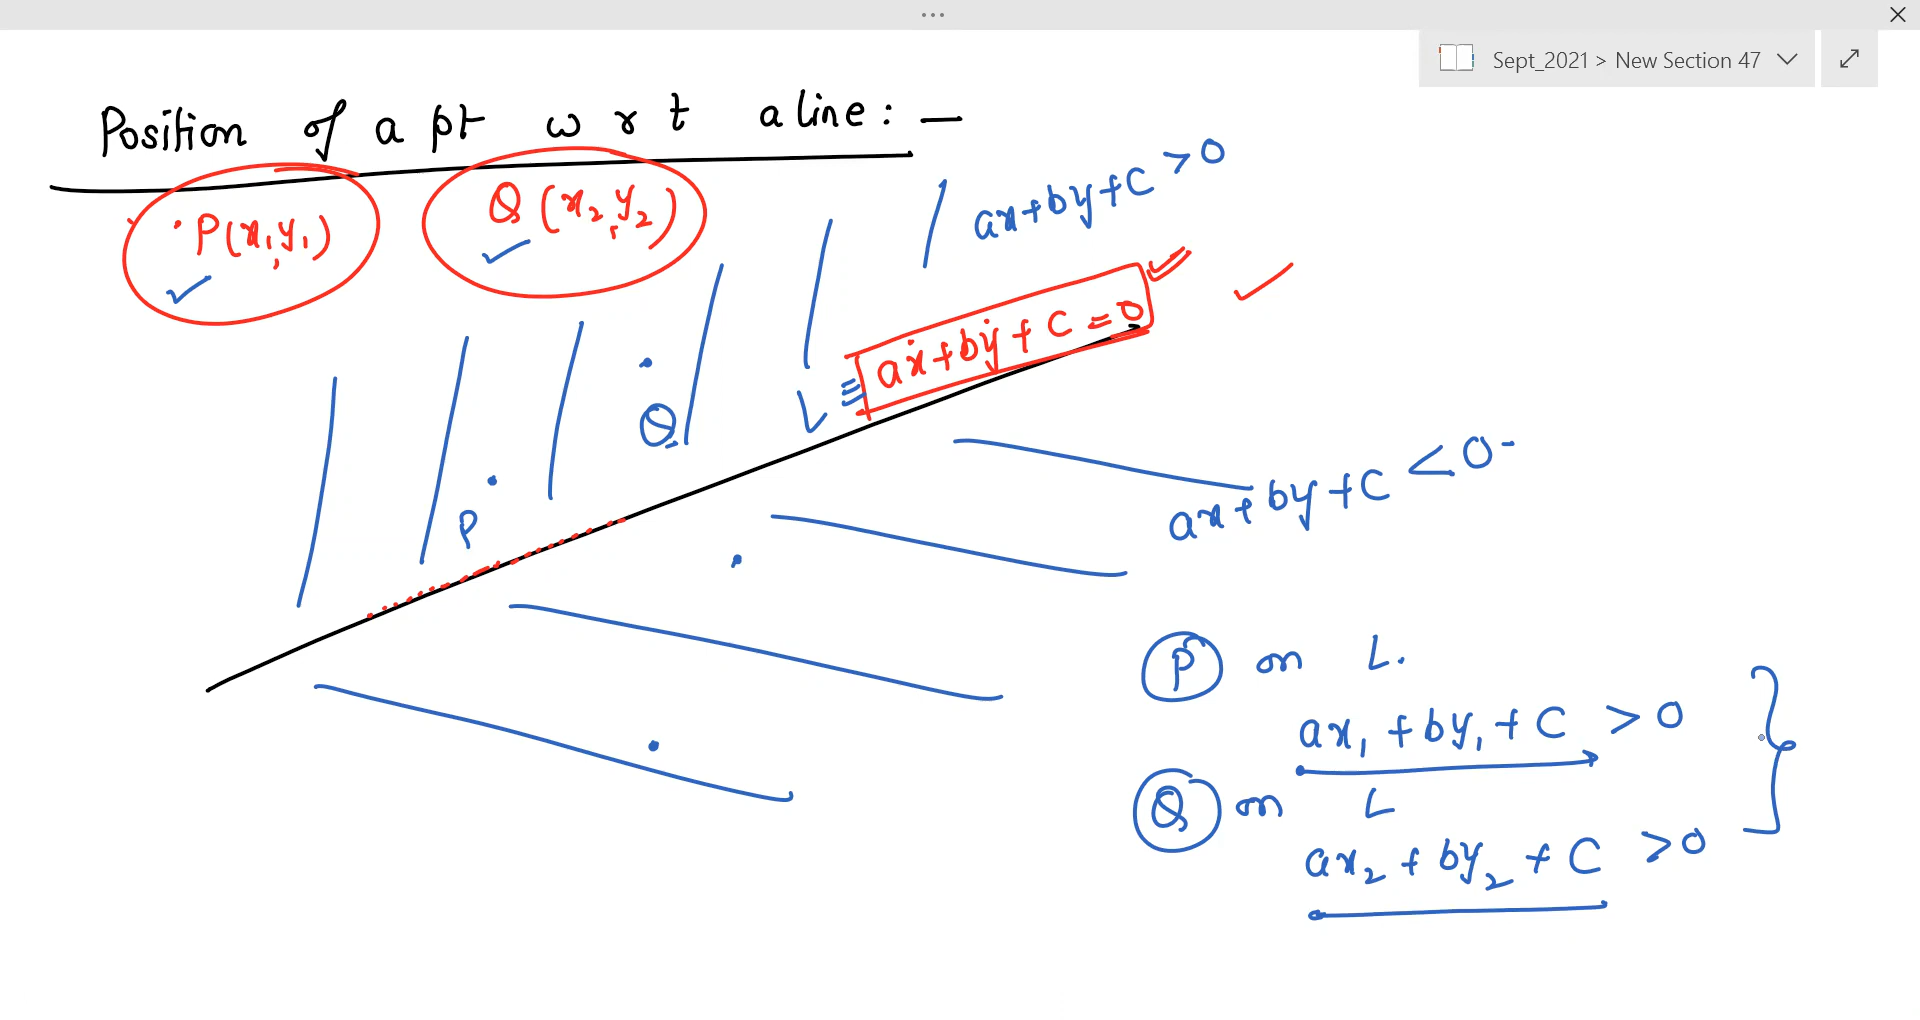 Sept_2021 > New Section 47
Position of a pt w r t a line: —
P(x₁, y₁)
Q(x₂, y₂)
ax+by+C >0
L ≡ ax+by+C=0
Q
P
ax+by+C <0
P on L.
ax₁+by₁+C >0
Q on L
ax₂+by₂+C >0